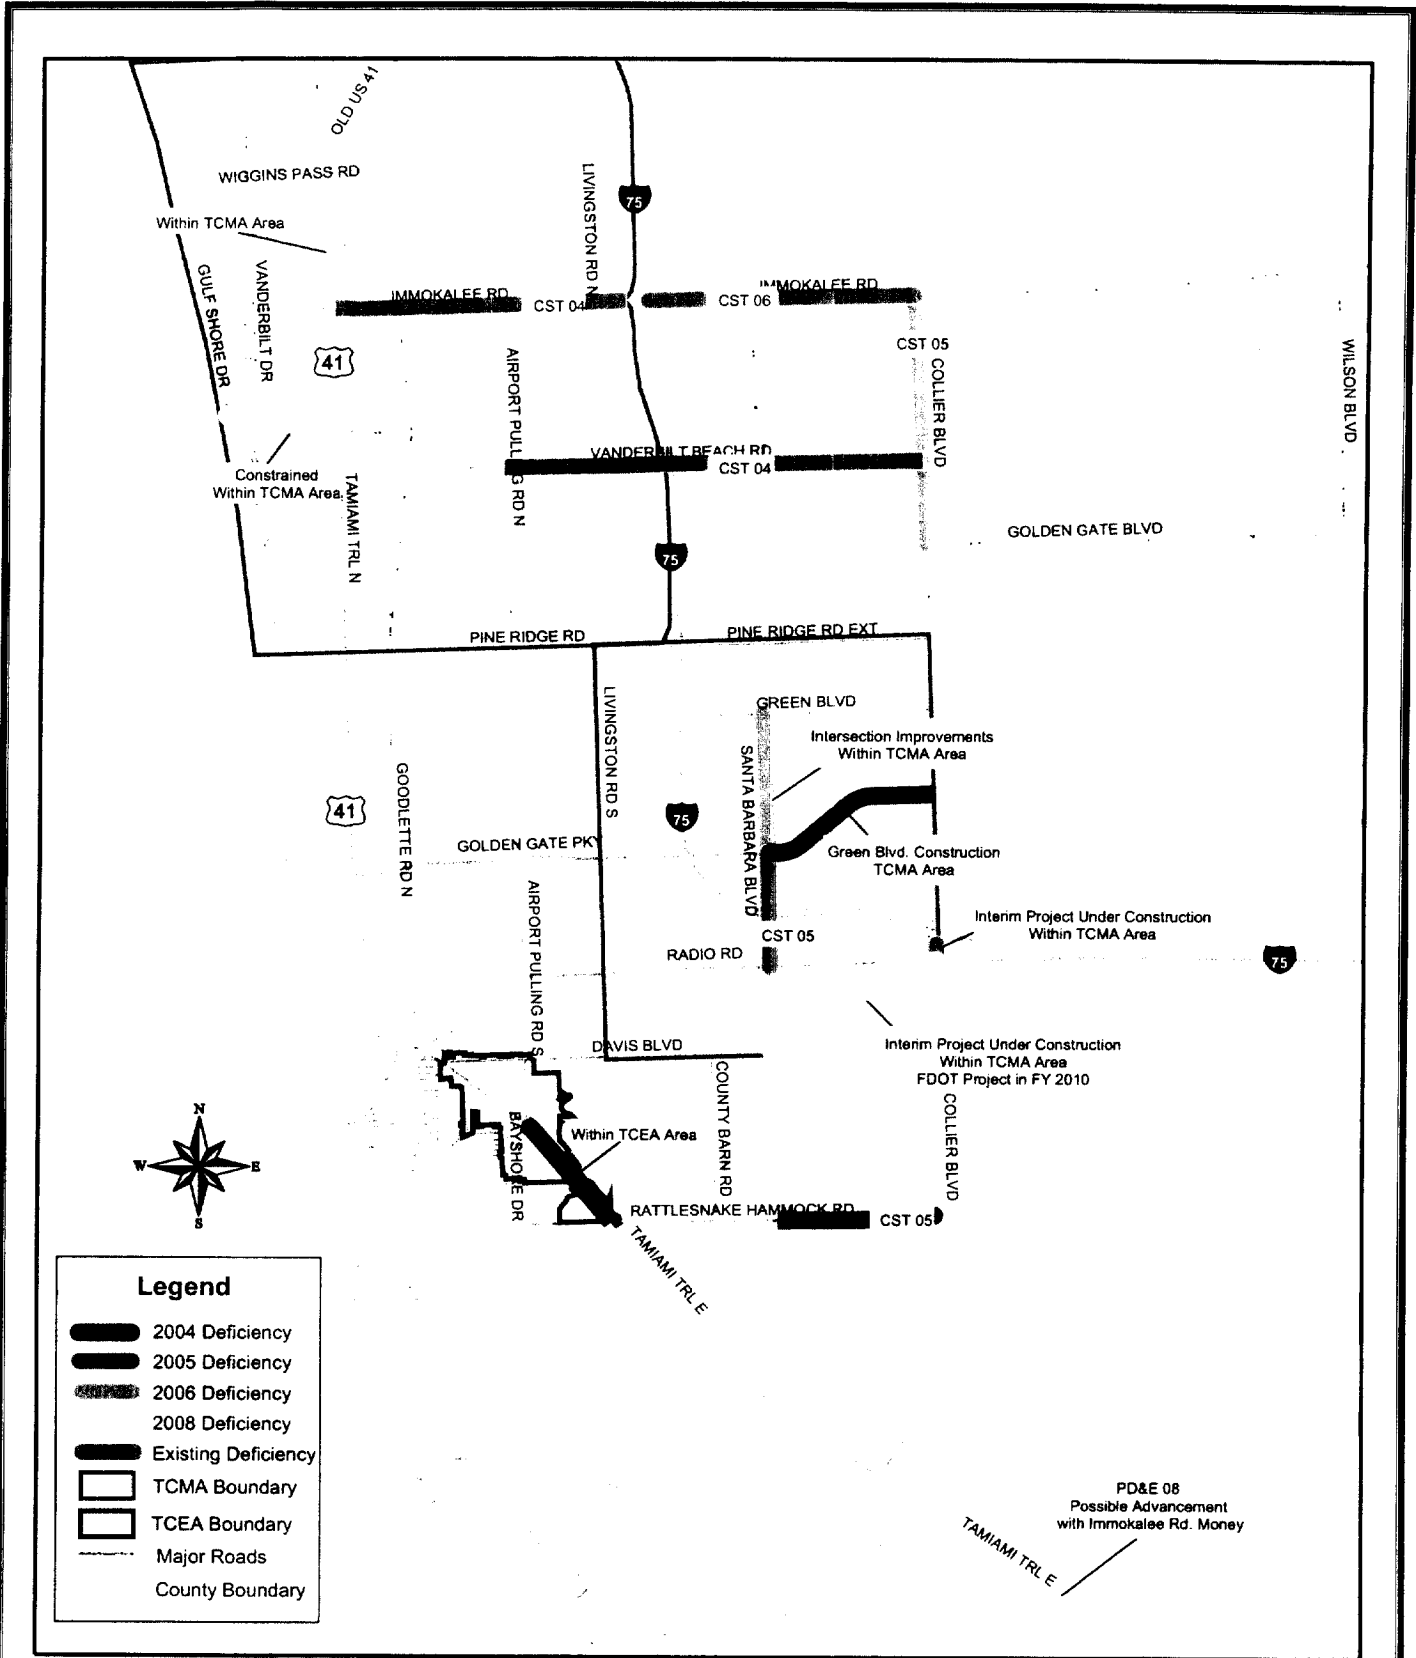 OLD US 41
WIGGINS PASS RD
LIVINGSTON RD N
75
Within TCMA Area
GULF SHORE DR
VANDERBILT DR
IMMOKALEE RD
CST 04
CST 06
IMMOKALEE RD
CST 05
41
AIRPORT PULLING RD N
COLLIER BLVD
WILSON BLVD
VANDERBILT BEACH RD
CST 04
Constrained
Within TCMA Area
TAMIAMI TRL N
GOLDEN GATE BLVD
75
PINE RIDGE RD
PINE RIDGE RD EXT
LIVINGSTON RD S
GREEN BLVD
Intersection Improvements
Within TCMA Area
SANTA BARBARA BLVD
GOODLETTE RD N
41
75
GOLDEN GATE PKY
Green Blvd. Construction
TCMA Area
AIRPORT PULLING RD S
Interim Project Under Construction
Within TCMA Area
CST 05
RADIO RD
75
DAVIS BLVD
Interim Project Under Construction
Within TCMA Area
FDOT Project in FY 2010
COUNTY BARN RD
COLLIER BLVD
N
W
E
S
BAYSHORE DR
Within TCEA Area
RATTLESNAKE HAMMOCK RD
CST 05
TAMIAMI TRL E
Legend
2004 Deficiency
2005 Deficiency
2006 Deficiency
2008 Deficiency
Existing Deficiency
TCMA Boundary
TCEA Boundary
Major Roads
County Boundary
PD&E 08
Possible Advancement
with Immokalee Rd. Money
TAMIAMI TRL E